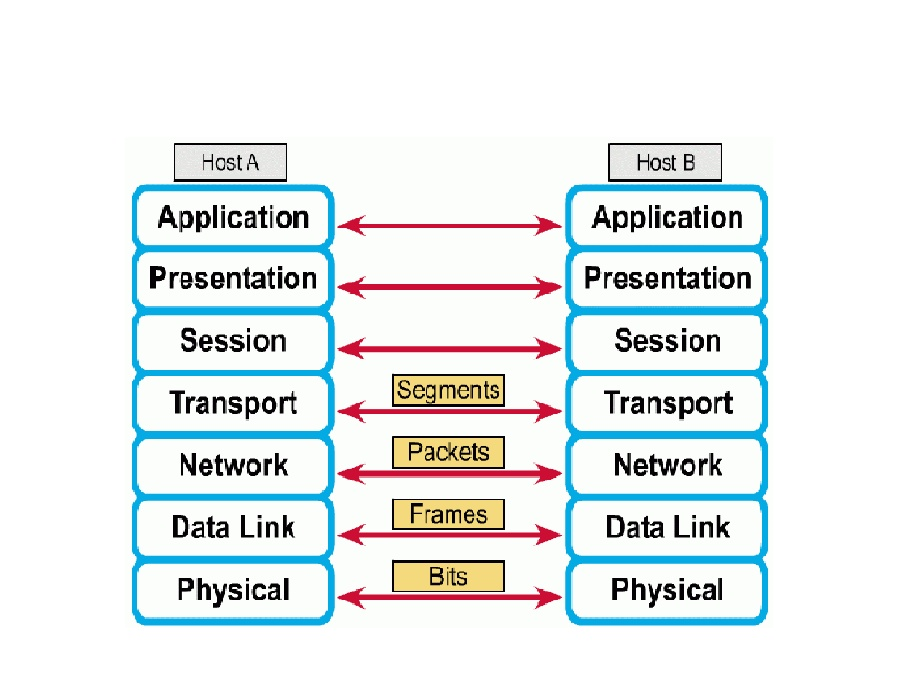 Host A
Host B
Application
Application
Presentation
Presentation
Session
Session
Segments
Transport
Transport
Packets
Network
Network
Frames
Data Link
Data Link
Bits
Physical
Physical